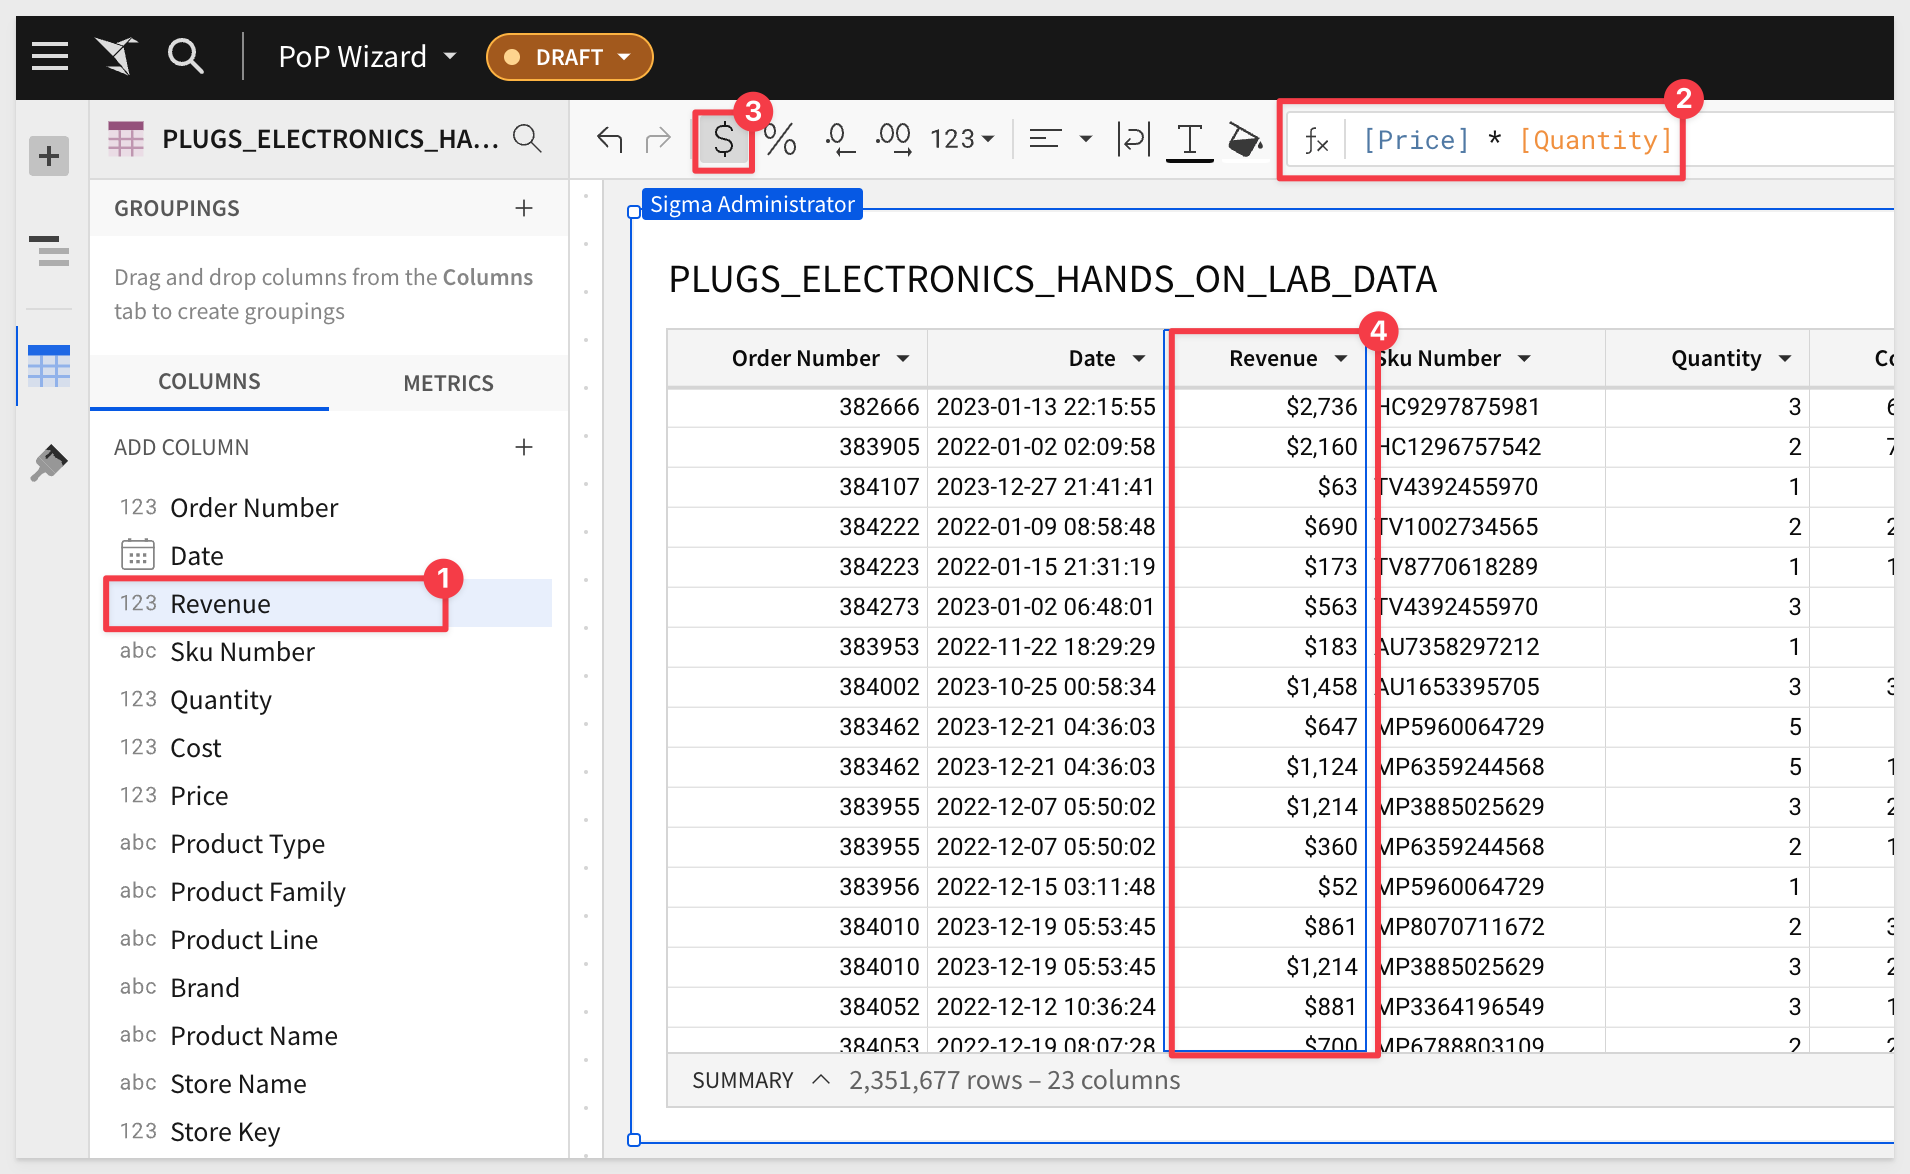 PoP Wizard
DRAFT
3
2
PLUGS_ELECTRONICS_HA...
$ % .0 .00 123
fx [Price] * [Quantity]
GROUPINGS
Drag and drop columns from the Columns
tab to create groupings
COLUMNS METRICS
ADD COLUMN
123 Order Number
Date
1
123 Revenue
abc Sku Number
123 Quantity
123 Cost
123 Price
abc Product Type
abc Product Family
abc Product Line
abc Brand
abc Product Name
abc Store Name
123 Store Key
Sigma Administrator
PLUGS_ELECTRONICS_HANDS_ON_LAB_DATA
4
Order Number Date Revenue Sku Number Quantity Co
382666 2023-01-13 22:15:55 $2,736 HC9297875981 3 6
383905 2022-01-02 02:09:58 $2,160 HC1296757542 2 7
384107 2023-12-27 21:41:41 $63 TV4392455970 1
384222 2022-01-09 08:58:48 $690 TV1002734565 2 2
384223 2022-01-15 21:31:19 $173 TV8770618289 1 1
384273 2023-01-02 06:48:01 $563 TV4392455970 3
383953 2022-11-22 18:29:29 $183 AU7358297212 1
384002 2023-10-25 00:58:34 $1,458 AU1653395705 3 3
383462 2023-12-21 04:36:03 $647 MP5960064729 5
383462 2023-12-21 04:36:03 $1,124 MP6359244568 5 1
383955 2022-12-07 05:50:02 $1,214 MP3885025629 3 2
383955 2022-12-07 05:50:02 $360 MP6359244568 2 1
383956 2022-12-15 03:11:48 $52 MP5960064729 1
384010 2023-12-19 05:53:45 $861 MP8070711672 2 3
384010 2023-12-19 05:53:45 $1,214 MP3885025629 3 2
384052 2022-12-12 10:36:24 $881 MP3364196549 3 1
384053 2022-12-19 08:07:28 $700 MP6788803109 2 2
SUMMARY 2,351,677 rows – 23 columns